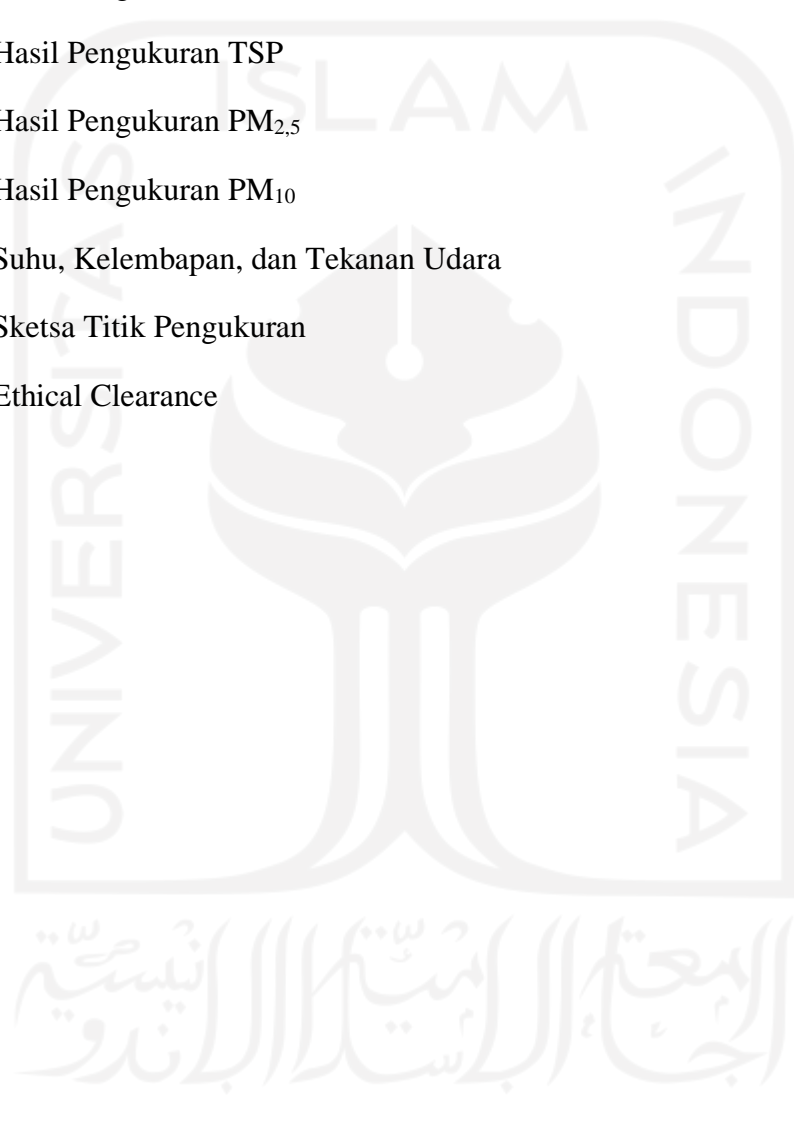 Hasil Pengukuran TSP
Hasil Pengukuran PM2,5
Hasil Pengukuran PM10
Suhu, Kelembapan, dan Tekanan Udara
Sketsa Titik Pengukuran
Ethical Clearance
ISLAM
UNIVERSITAS
INDONESIA